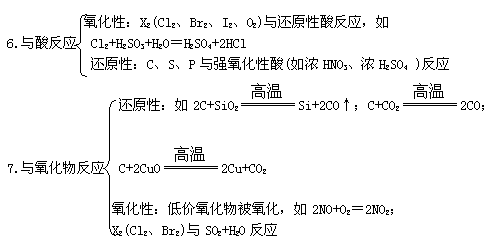 氧化性：X₂(Cl₂、Br₂、I₂、O₂)与还原性酸反应，如
6.与酸反应 Cl₂+H₂SO₃+H₂O＝H₂SO₄+2HCl
还原性：C、S、P与强氧化性酸(如浓HNO₃、浓H₂SO₄ )反应
还原性：如 2C+SiO₂ 高温 Si+2CO↑；C+CO₂ 高温 2CO；
7.与氧化物反应 C+2CuO 高温 2Cu+CO₂
氧化性：低价氧化物被氧化，如 2NO+O₂＝2NO₂；
X₂(Cl₂、Br₂)与 SO₂+H₂O 反应